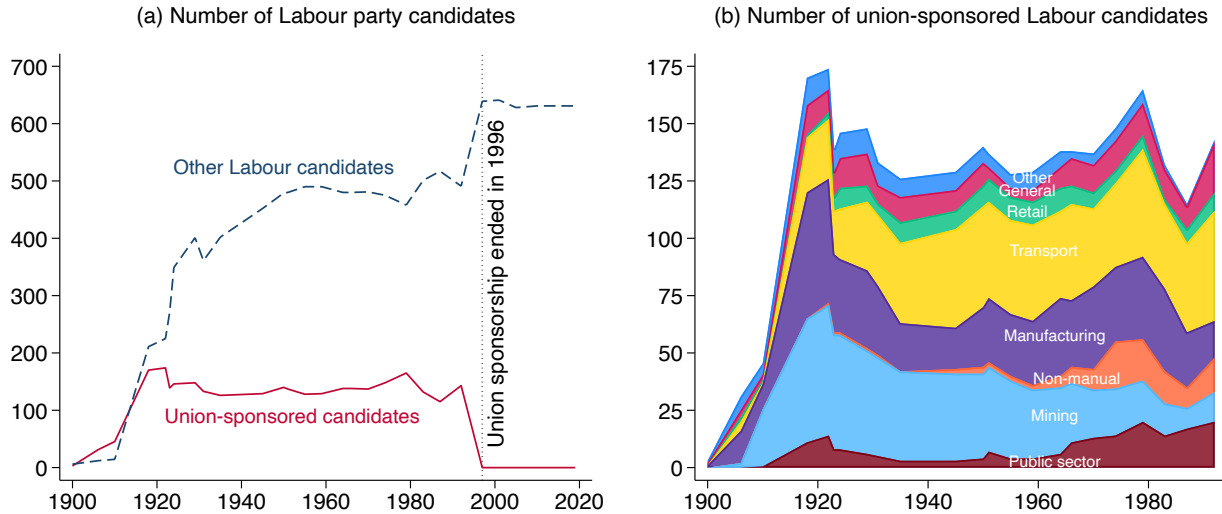 (a) Number of Labour party candidates
700
600
500
400
300
200
100
0
Other Labour candidates
Union-sponsored candidates
Union sponsorship ended in 1996
1900 1920 1940 1960 1980 2000 2020
(b) Number of union-sponsored Labour candidates
175
150
125
100
75
50
25
0
Other
General
Retail
Transport
Manufacturing
Non-manual
Mining
Public sector
1900 1920 1940 1960 1980